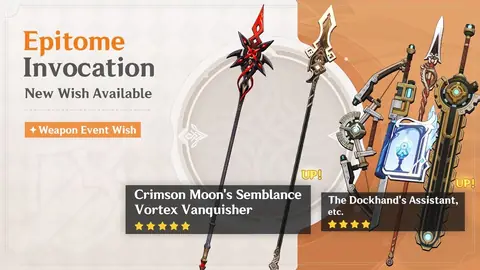 Epitome
Invocation
New Wish Available
✦Weapon Event Wish
UP!
Crimson Moon's Semblance
Vortex Vanquisher
UP!
The Dockhand's Assistant,
etc.